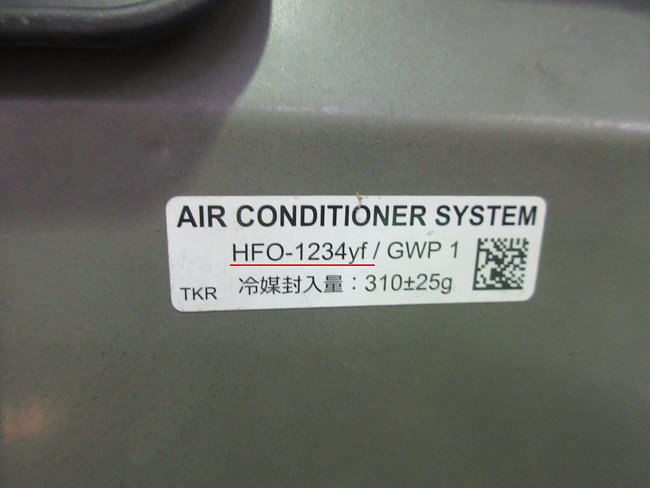 AIR CONDITIONER SYSTEM
HFO-1234yf / GWP 1
TKR 冷媒封入量：310±25g